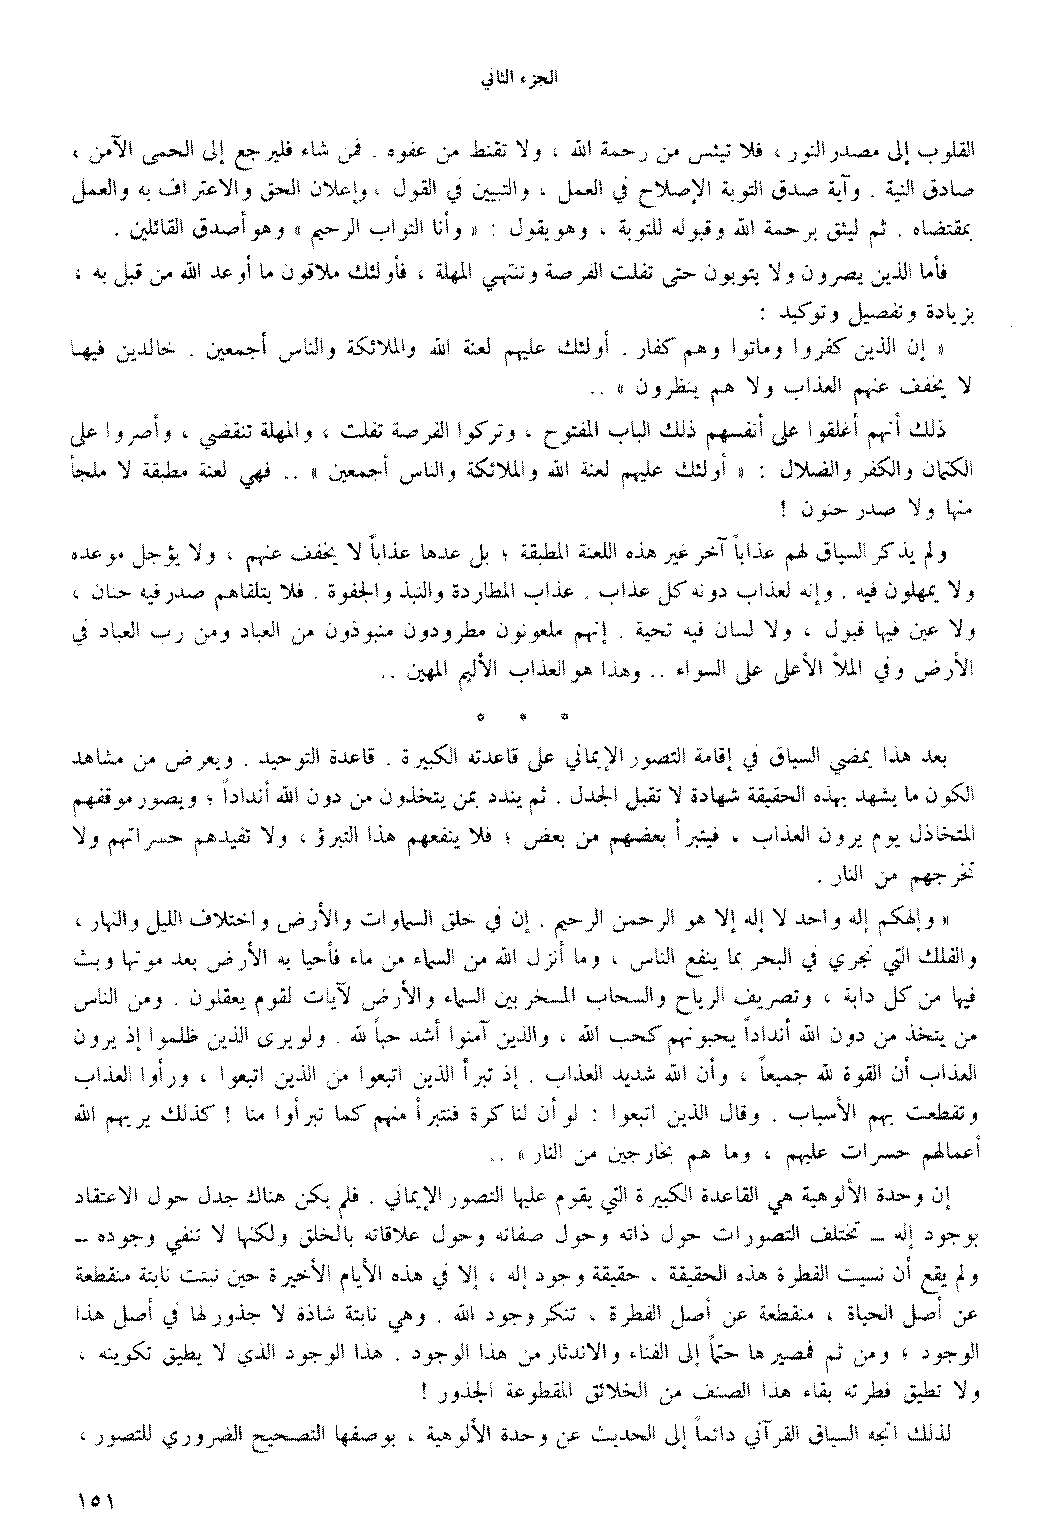 الجزء الثاني
القلوب إلى مصدر النور ، فلا تيئس من رحمة الله ، ولا تقنط من عفوه . فمن شاء فليرجع إلى الحمى الآمن ،
صادق النية . وآية صدق التوبة الإصلاح في العمل ، والتبيين في القول ، وإعلان الحق والاعتراف به والعمل
بمقتضاه . ثم ليثق برحمة الله وقبوله للتوبة ، وهو يقول : « وأنا التواب الرحيم » وهو أصدق القائلين .
فأما الذين يصرون ولا يتوبون حتى تفلت الفرصة وتنتهي المهلة ، فأولئك ملاقون ما أوعد الله من قبل به ،
بزيادة وتفصيل وتوكيد :
« إن الذين كفروا وماتوا وهم كفار . أولئك عليهم لعنة الله والملائكة والناس أجمعين . خالدين فيها
لا يخفف عنهم العذاب ولا هم ينظرون » ..
ذلك أنهم أغلقوا على أنفسهم ذلك الباب المفتوح ، وتركوا الفرصة تفلت ، والمهلة تنقضي ، وأصروا على
الكتمان والكفر والضلال : « أولئك عليهم لعنة الله والملائكة والناس أجمعين » .. فهي لعنة مطبقة لا ملجأ
منها ولا صدر حنون !
ولم يذكر السياق لهم عذاباً آخر غير هذه اللعنة المطبقة ؛ بل عدها عذاباً لا يخفف عنهم ، ولا يؤجل موعده
ولا يمهلون فيه . وإنه لعذاب دونه كل عذاب . عذاب المطاردة والنبذ والجفوة . فلا يتلقاهم صدر فيه حنان ،
ولا عين فيها قبول ، ولا لسان فيه تحية . إنهم ملعونون مطرودون منبوذون من العباد ومن رب العباد في
الأرض وفي الملأ الأعلى على السواء .. وهذا هو العذاب الأليم المهين ..
* * *
بعد هذا يمضي السياق في إقامة التصور الإيماني على قاعدته الكبيرة . قاعدة التوحيد . ويعرض من مشاهد
الكون ما يشهد بهذه الحقيقة شهادة لا تقبل الجدل . ثم يندد بمن يتخذون من دون الله أنداداً ؛ ويصور موقفهم
المتخاذل يوم يرون العذاب ، فيتبرأ بعضهم من بعض ؛ فلا ينفعهم هذا التبرؤ ، ولا تفيدهم حسراتهم ولا
تخرجهم من النار .
« وإلهكم إله واحد لا إله إلا هو الرحمن الرحيم . إن في خلق السماوات والأرض واختلاف الليل والنهار ،
والفلك التي تجري في البحر بما ينفع الناس ، وما أنزل الله من السماء من ماء فأحيا به الأرض بعد موتها وبث
فيها من كل دابة ، وتصريف الرياح والسحاب المسخر بين السماء والأرض لآيات لقوم يعقلون . ومن الناس
من يتخذ من دون الله أنداداً يحبونهم كحب الله ، والذين آمنوا أشد حباً لله . ولو يرى الذين ظلموا إذ يرون
العذاب أن القوة لله جميعاً ، وأن الله شديد العذاب . إذ تبرأ الذين اتبعوا من الذين اتبعوا ، ورأوا العذاب
وتقطعت بهم الأسباب . وقال الذين اتبعوا : لو أن لنا كرة فنتبرأ منهم كما تبرأوا منا ! كذلك يريهم الله
أعمالهم حسرات عليهم ، وما هم بخارجين من النار » ..
إن وحدة الألوهية هي القاعدة الكبيرة التي يقوم عليها التصور الإيماني . فلم يكن هناك جدل حول الاعتقاد
بوجود إله – تختلف التصورات حول ذاته وحول صفاته وحول علاقاته بالخلق ولكنها لا تنفي وجوده –
ولم يقع أن نسيت الفطرة هذه الحقيقة ، حقيقة وجود إله ، إلا في هذه الأيام الأخيرة حين نبتت نابتة منقطعة
عن أصل الحياة ، منقطعة عن أصل الفطرة ، تنكر وجود الله . وهي نابتة شاذة لا جذور لها في أصل هذا
الوجود ؛ ومن ثم فمصيرها حتماً إلى الفناء والاندثار من هذا الوجود . هذا الوجود الذي لا يطيق تكوينه ،
ولا تطيق فطرته بقاء هذا الصنف من الخلائق المقطوعة الجذور !
لذلك اتجه السياق القرآني دائماً إلى الحديث عن وحدة الألوهية ، بوصفها التصحيح الضروري للتصور ،
١٥١